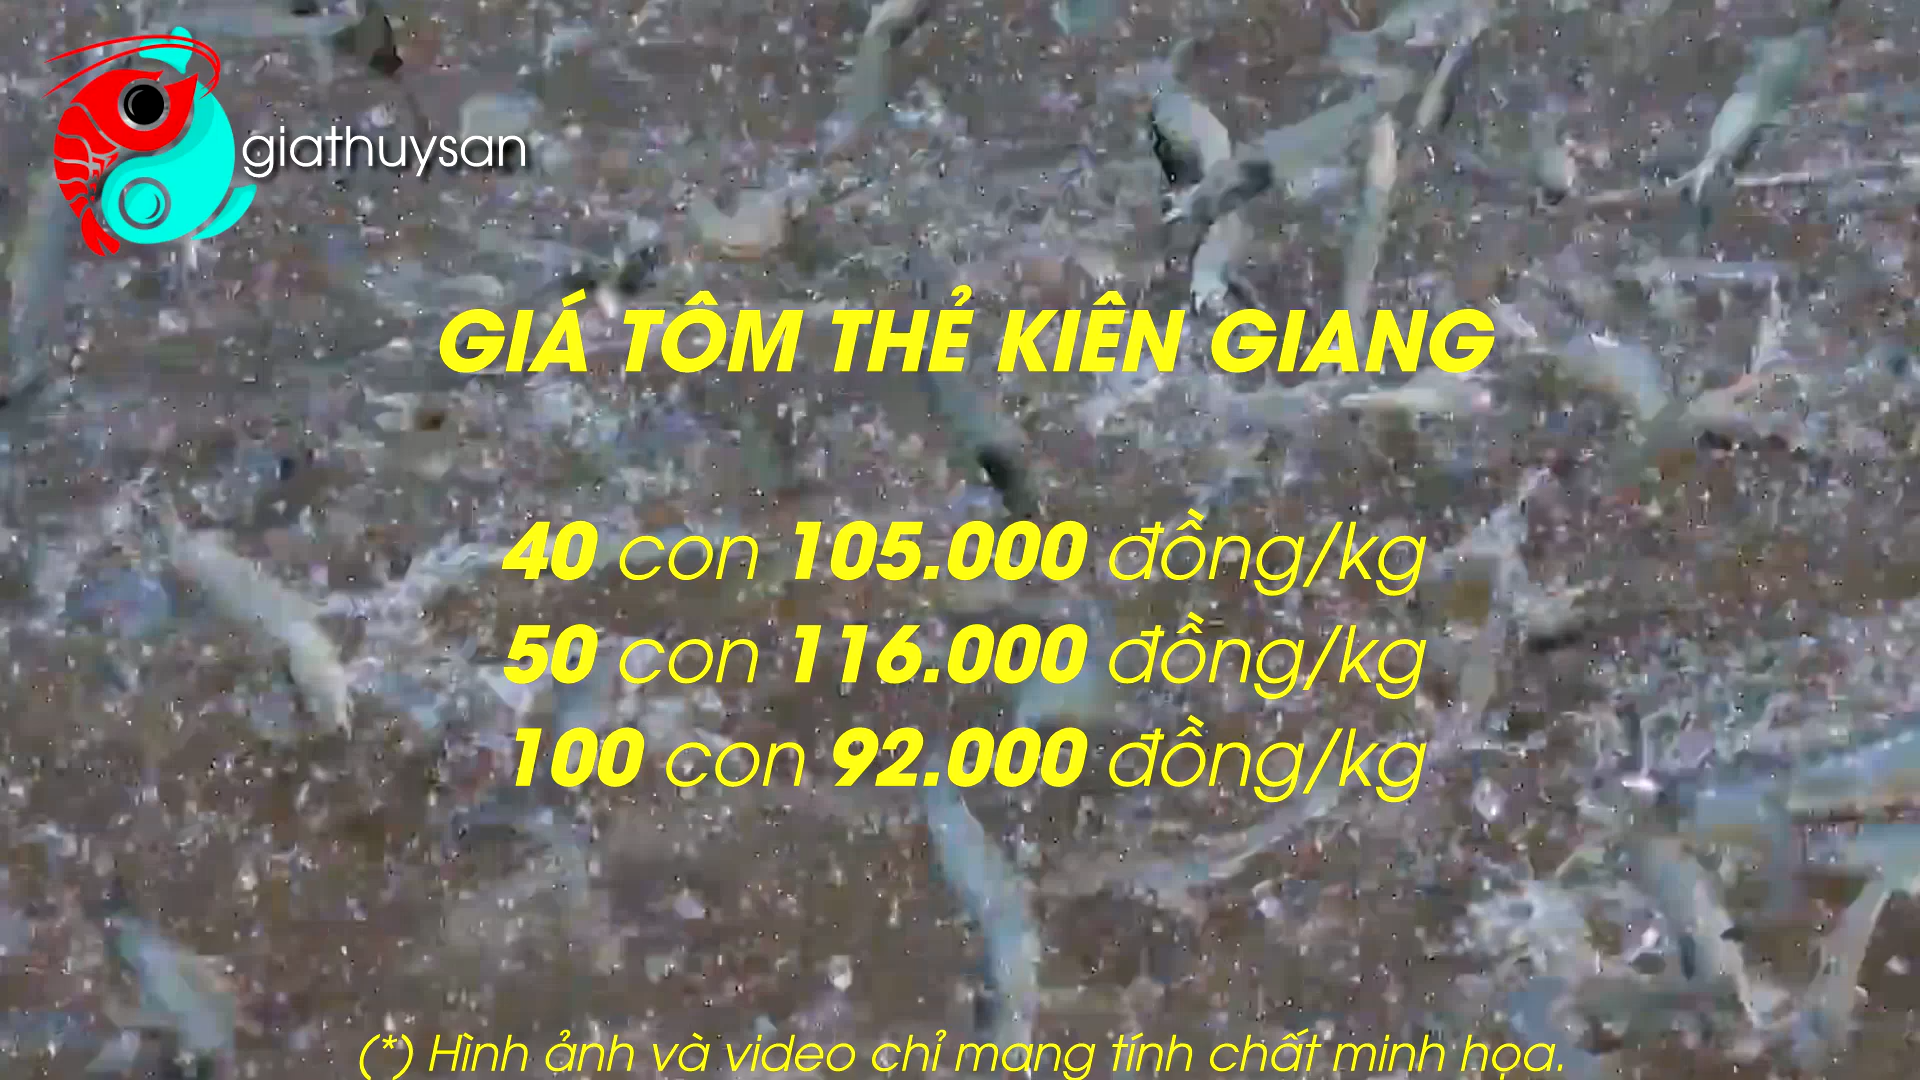 giathuysan
GIÁ TÔM THẺ KIÊN GIANG
40 con 105.000 đồng/kg
50 con 116.000 đồng/kg
100 con 92.000 đồng/kg
(*) Hình ảnh và video chỉ mang tính chất minh họa.